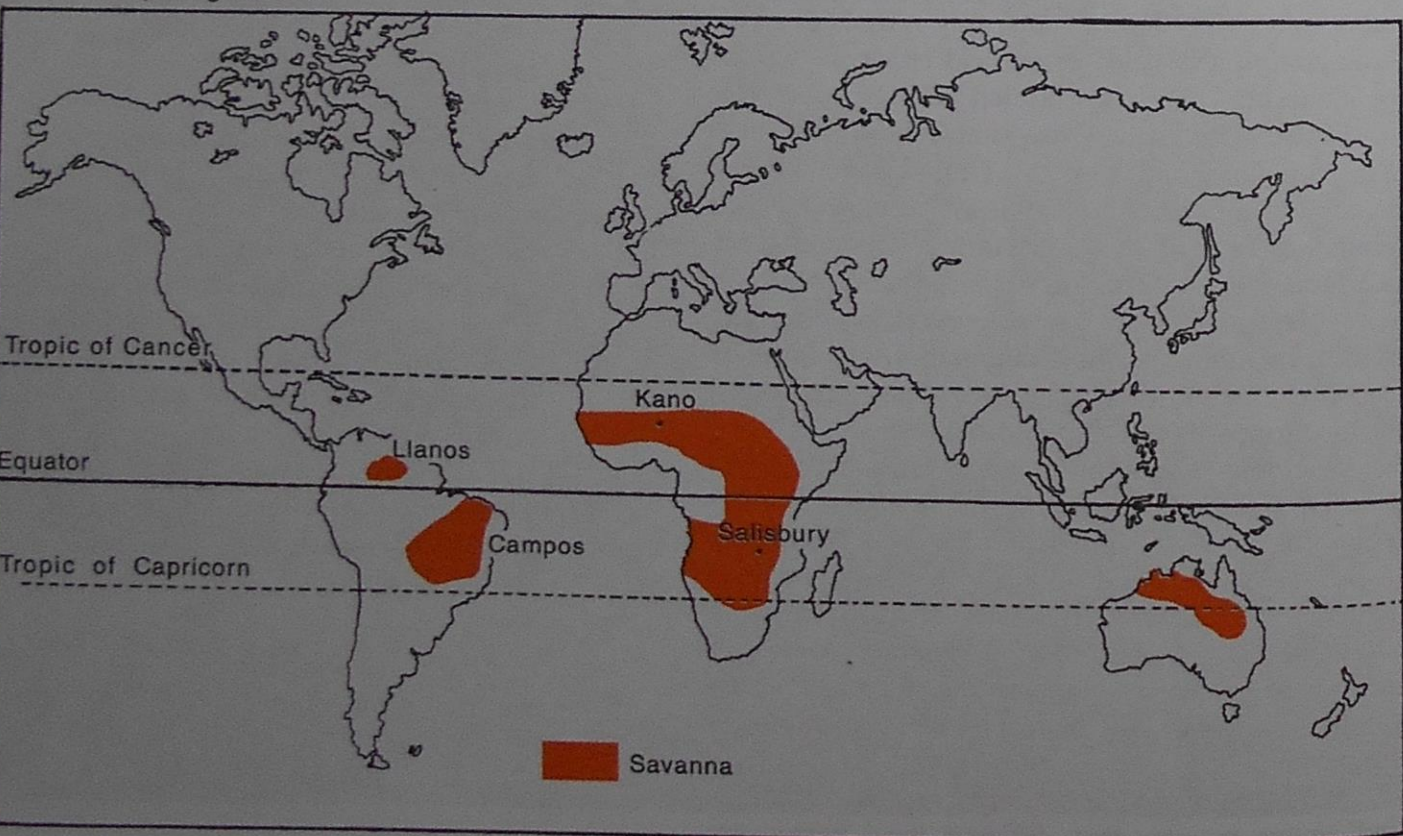 Tropic of Cancer
Kano
Llanos
Equator
Salisbury
Campos
Tropic of Capricorn
Savanna